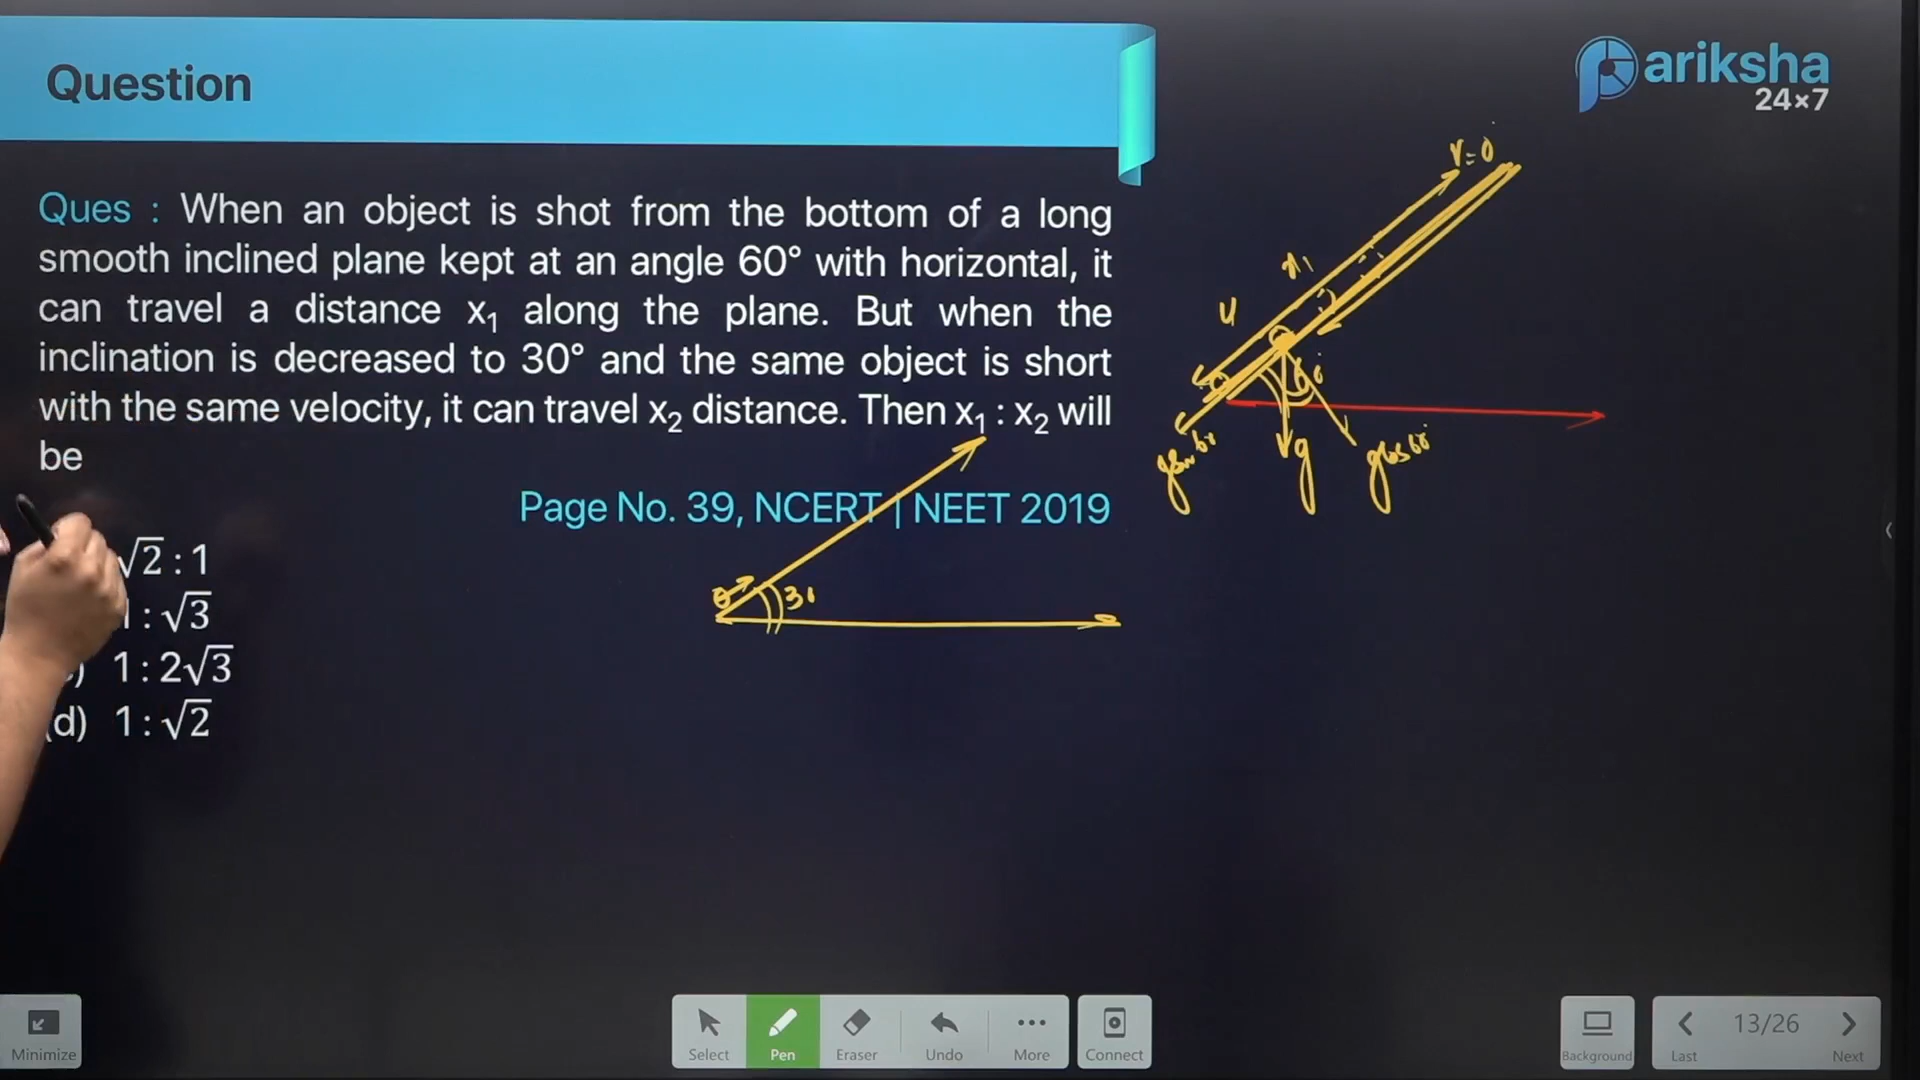 Question
Pariksha
24×7
Ques : When an object is shot from the bottom of a long
smooth inclined plane kept at an angle 60° with horizontal, it
can travel a distance x₁ along the plane. But when the
inclination is decreased to 30° and the same object is short
with the same velocity, it can travel x₂ distance. Then x₁ : x₂ will
be
Page No. 39, NCERT | NEET 2019
√2 : 1
1 : √3
) 1 : 2√3
(d) 1 : √2
V=0
x₁
u
g
gcos60
30
Minimize
Select
Pen
Eraser
Undo
More
Connect
Background
Last
13/26
Next